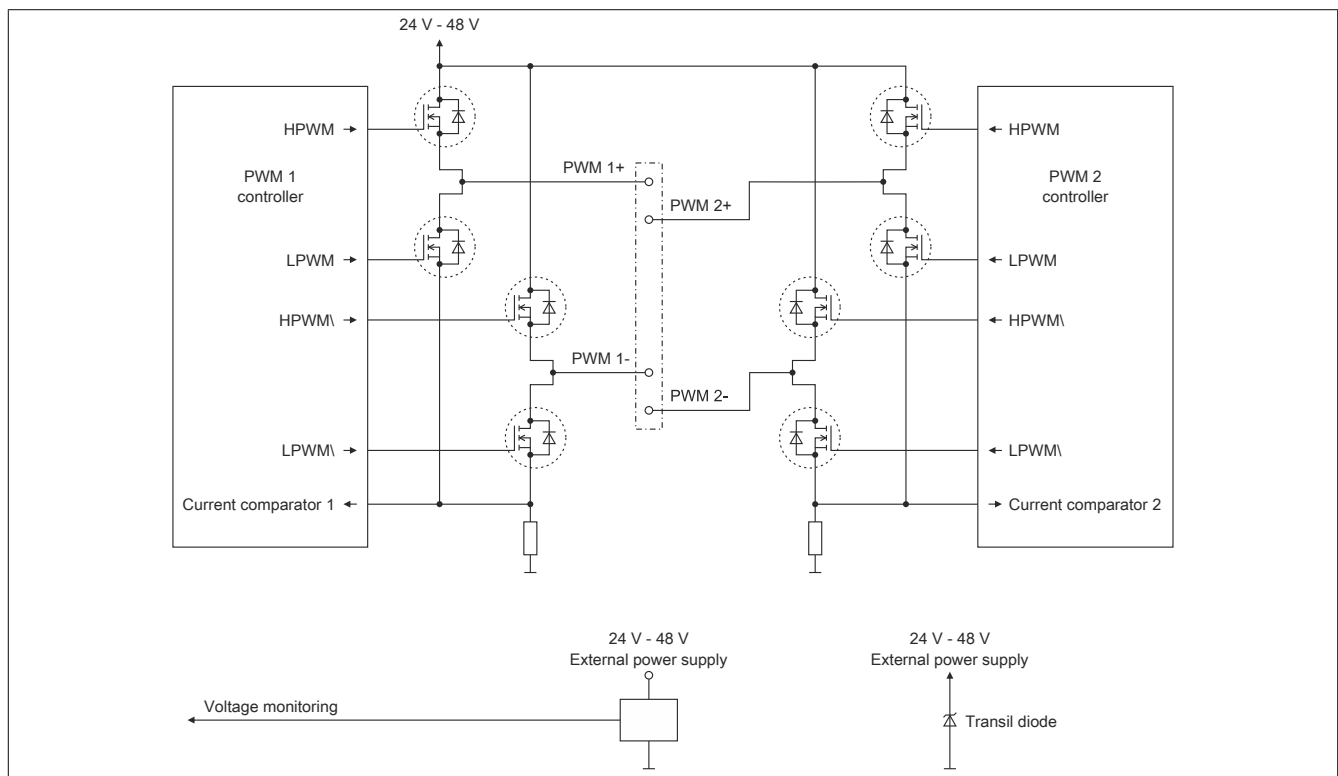 24 V - 48 V
HPWM
PWM 1
controller
LPWM
HPWM\
LPWM\
Current comparator 1
PWM 1+
PWM 2+
PWM 1-
PWM 2-
HPWM
PWM 2
controller
LPWM
HPWM\
LPWM\
Current comparator 2
24 V - 48 V
External power supply
Voltage monitoring
24 V - 48 V
External power supply
Transil diode